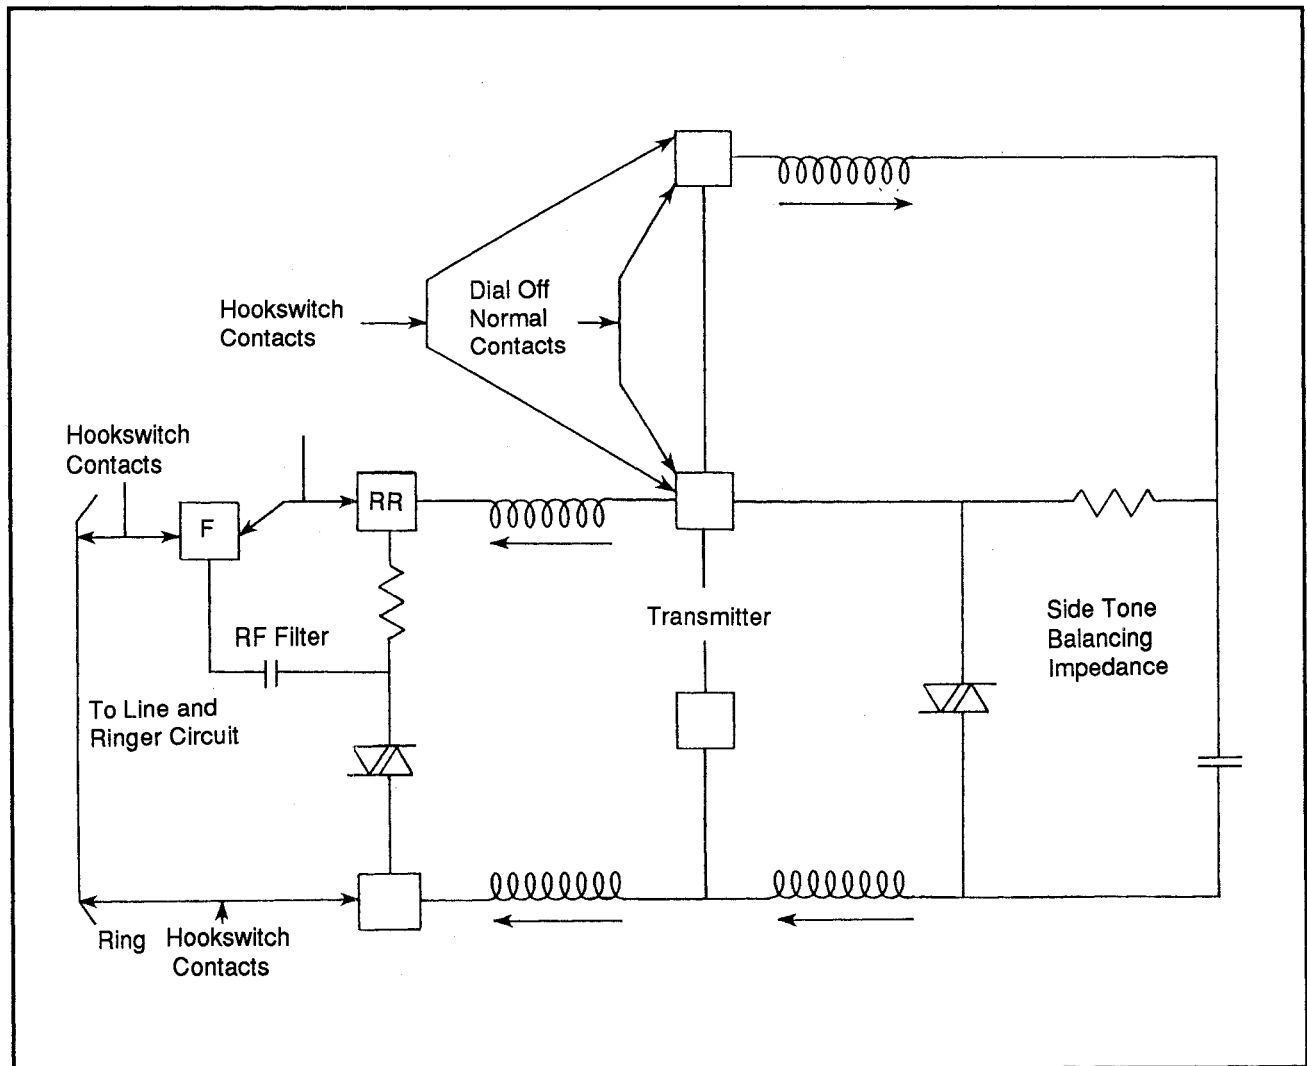 Hookswitch
Contacts
Dial Off
Normal
Contacts
Hookswitch
Contacts
F
RR
RF Filter
Transmitter
Side Tone
Balancing
Impedance
To Line and
Ringer Circuit
Ring
Hookswitch
Contacts